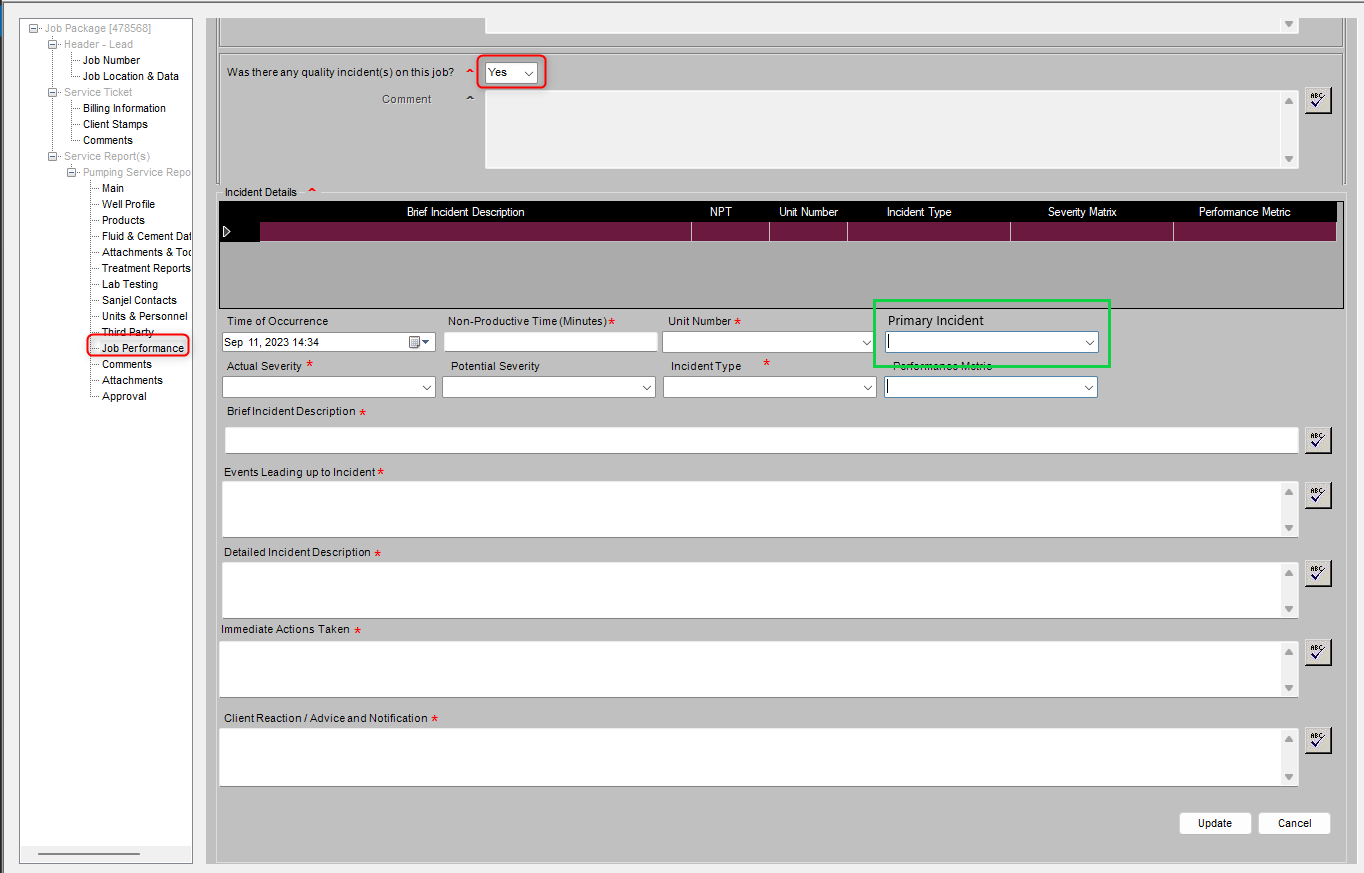 Job Package [478568]
Header - Lead
Job Number
Job Location & Data
Service Ticket
Billing Information
Client Stamps
Comments
Service Report(s)
Pumping Service Repo
Main
Well Profile
Products
Fluid & Cement Dat
Attachments & Too
Treatment Reports
Lab Testing
Sanjel Contacts
Units & Personnel
Third Party
Job Performance
Comments
Attachments
Approval
Was there any quality incident(s) on this job? ^ Yes
Comment ^
ABC
Incident Details ^
Brief Incident Description NPT Unit Number Incident Type Severity Matrix Performance Metric
Time of Occurrence Non-Productive Time (Minutes) * Unit Number * Primary Incident
Sep 11, 2023 14:34
Actual Severity * Potential Severity Incident Type * Performance Metric
Brief Incident Description *
ABC
Events Leading up to Incident *
ABC
Detailed Incident Description *
ABC
Immediate Actions Taken *
ABC
Client Reaction / Advice and Notification *
ABC
Update Cancel